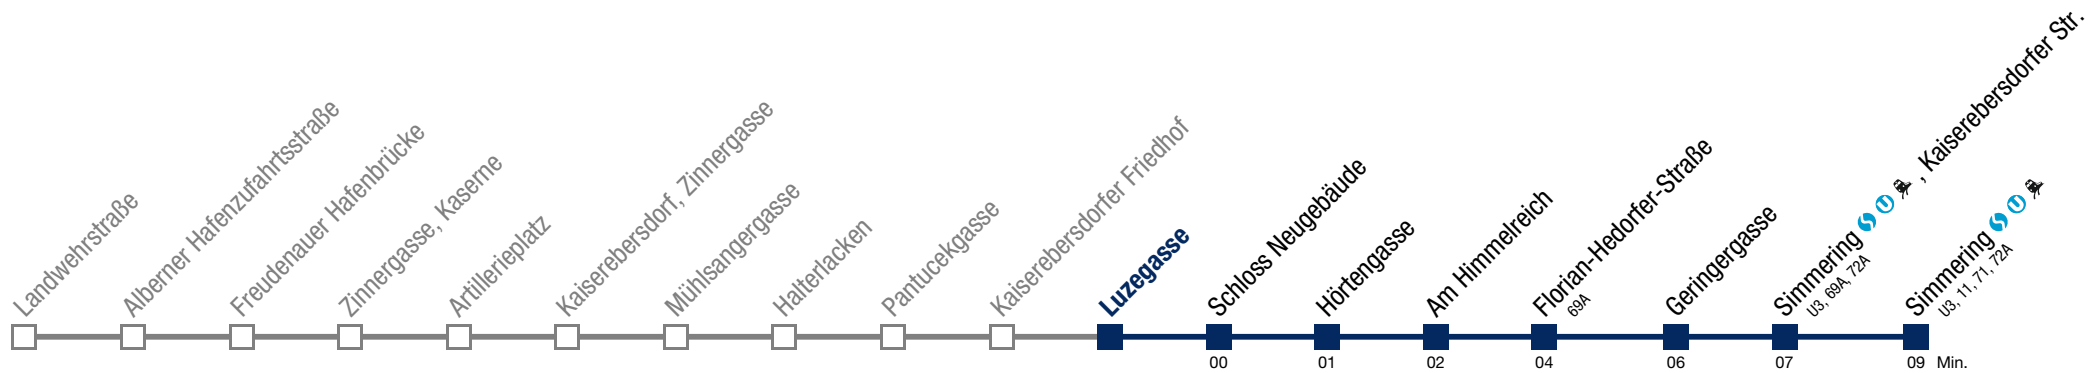 Landwehrstraße
Alberner Hafenzufahrtsstraße
Freudenauer Hafenbrücke
Zinnergasse, Kaserne
Artillerieplatz
Kaiserebersdorf, Zinnergasse
Mühlsangergasse
Halterlacken
Pantucekgasse
Kaiserebersdorfer Friedhof
Luzegasse
Schloss Neugebäude
Hörtengasse
Am Himmelreich
Florian-Hedorfer-Straße
69A
Geringergasse
Simmering S U , Kaiserebersdorfer Str.
U3, 69A, 72A
Simmering S U
U3, 11, 71, 72A
00 01 02 04 06 07 09 Min.